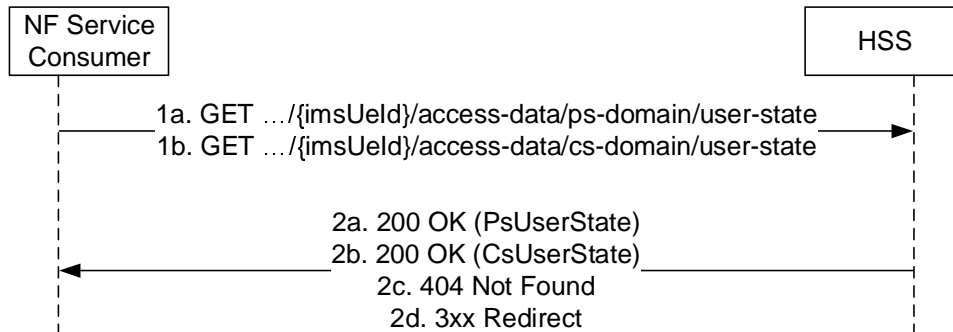 NF Service
Consumer
HSS
1a. GET …/{imsUeId}/access-data/ps-domain/user-state
1b. GET …/{imsUeId}/access-data/cs-domain/user-state
2a. 200 OK (PsUserState)
2b. 200 OK (CsUserState)
2c. 404 Not Found
2d. 3xx Redirect